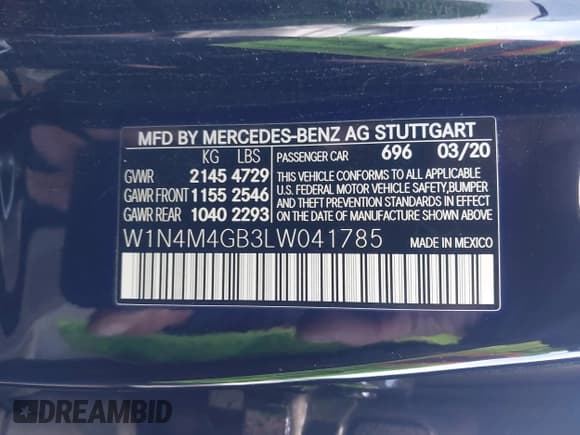 MFD BY MERCEDES-BENZ AG STUTTGART
KG LBS PASSENGER CAR 696 03/20
GVWR 2145 4729
GAWR FRONT 1155 2546
GAWR REAR 1040 2293
THIS VEHICLE CONFORMS TO ALL APPLICABLE
U.S. FEDERAL MOTOR VEHICLE SAFETY,BUMPER
AND THEFT PREVENTION STANDARDS IN EFFECT
ON THE DATE OF MANUFACTURE SHOWN ABOVE
W1N4M4GB3LW041785 MADE IN MEXICO
DREAMBID